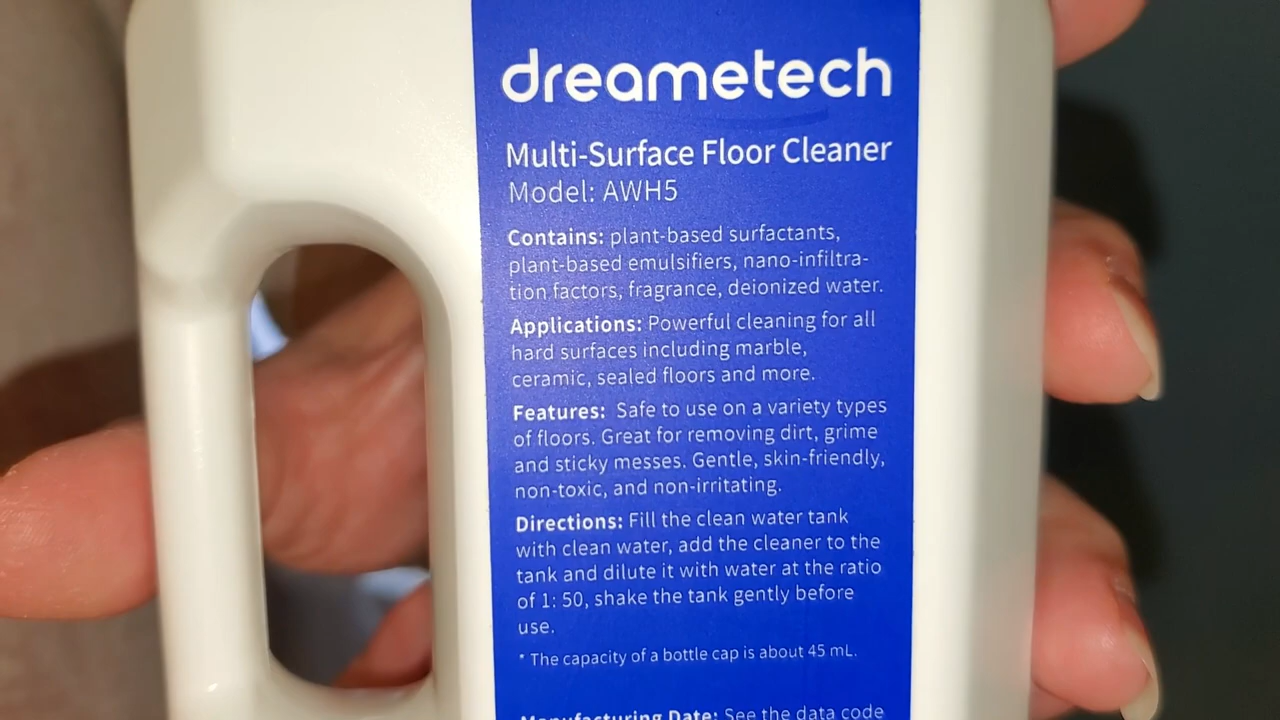 dreametech
Multi-Surface Floor Cleaner
Model: AWH5
Contains: plant-based surfactants,
plant-based emulsifiers, nano-infiltra-
tion factors, fragrance, deionized water.
Applications: Powerful cleaning for all
hard surfaces including marble,
ceramic, sealed floors and more.
Features: Safe to use on a variety types
of floors. Great for removing dirt, grime
and sticky messes. Gentle, skin-friendly,
non-toxic, and non-irritating.
Directions: Fill the clean water tank
with clean water, add the cleaner to the
tank and dilute it with water at the ratio
of 1: 50, shake the tank gently before
use.
* The capacity of a bottle cap is about 45 mL.
Manufacturing Date: See the data code